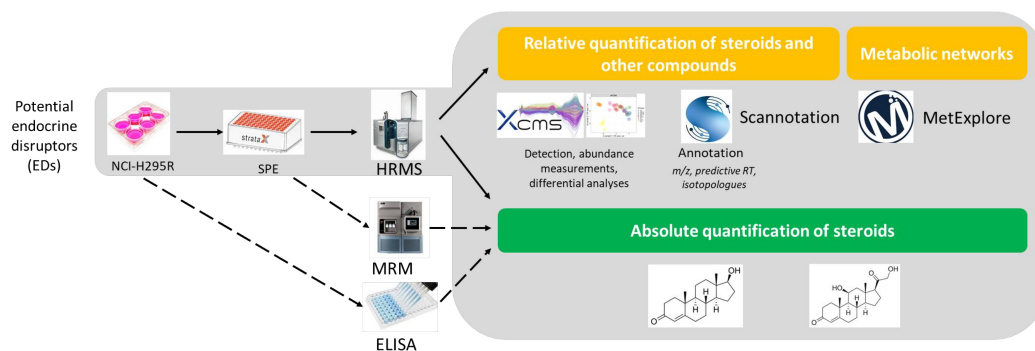 Potential
endocrine
disruptors
(EDs)
NCI-H295R
strata X
SPE
HRMS
MRM
ELISA
Relative quantification of steroids and
other compounds
Metabolic networks
Xcms
Scannotation
MetExplore
Detection, abundance
measurements,
differential analyses
Annotation
m/z, predictive RT,
isotopologues
Absolute quantification of steroids
OH
H
H
H
O
O
OH
HO
H
H
H
O